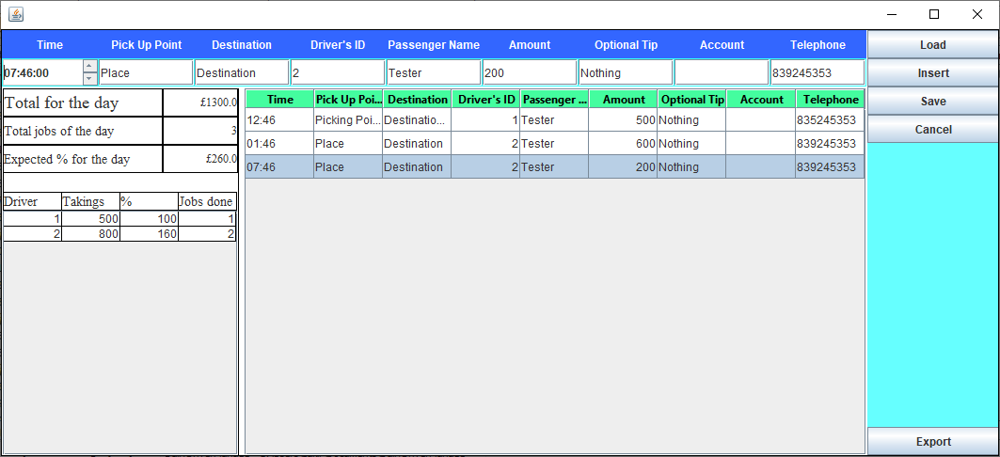 Time Pick Up Point Destination Driver's ID Passenger Name Amount Optional Tip Account Telephone Load
07:46:00 Place Destination 2 Tester 200 Nothing 839245353 Insert
Save
Cancel
Total for the day £1300.0
Total jobs of the day 3
Expected % for the day £260.0
Driver Takings % Jobs done
1 500 100 1
2 800 160 2
Time Pick Up Poi... Destination Driver's ID Passenger ... Amount Optional Tip Account Telephone
12:46 Picking Poi... Destinatio... 1 Tester 500 Nothing 835245353
01:46 Place Destination 2 Tester 600 Nothing 839245353
07:46 Place Destination 2 Tester 200 Nothing 839245353
Export